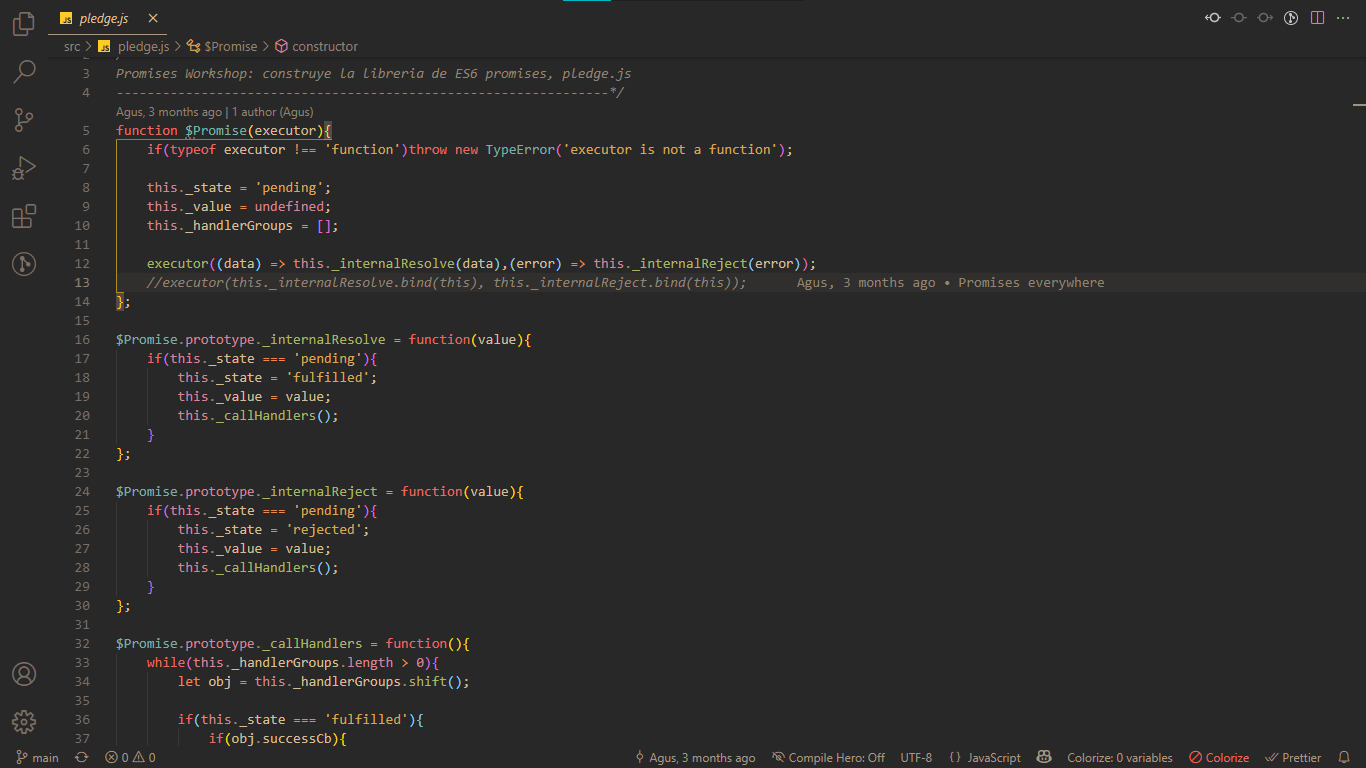 JS pledge.js
src > JS pledge.js > $Promise > constructor
2 /
3 Promises Workshop: construye la libreria de ES6 promises, pledge.js
4 ----------------------------------------------------------------*/
Agus, 3 months ago | 1 author (Agus)
5 function $Promise(executor){
6 if(typeof executor !== 'function')throw new TypeError('executor is not a function');
7
8 this._state = 'pending';
9 this._value = undefined;
10 this._handlerGroups = [];
11
12 executor((data) => this._internalResolve(data),(error) => this._internalReject(error));
13 //executor(this._internalResolve.bind(this), this._internalReject.bind(this)); Agus, 3 months ago • Promises everywhere
14 };
15
16 $Promise.prototype._internalResolve = function(value){
17 if(this._state === 'pending'){
18 this._state = 'fulfilled';
19 this._value = value;
20 this._callHandlers();
21 }
22 };
23
24 $Promise.prototype._internalReject = function(value){
25 if(this._state === 'pending'){
26 this._state = 'rejected';
27 this._value = value;
28 this._callHandlers();
29 }
30 };
31
32 $Promise.prototype._callHandlers = function(){
33 while(this._handlerGroups.length > 0){
34 let obj = this._handlerGroups.shift();
35
36 if(this._state === 'fulfilled'){
37 if(obj.successCb){
main 0 0 Agus, 3 months ago Compile Hero: Off UTF-8 {} JavaScript Colorize: 0 variables Colorize Prettier